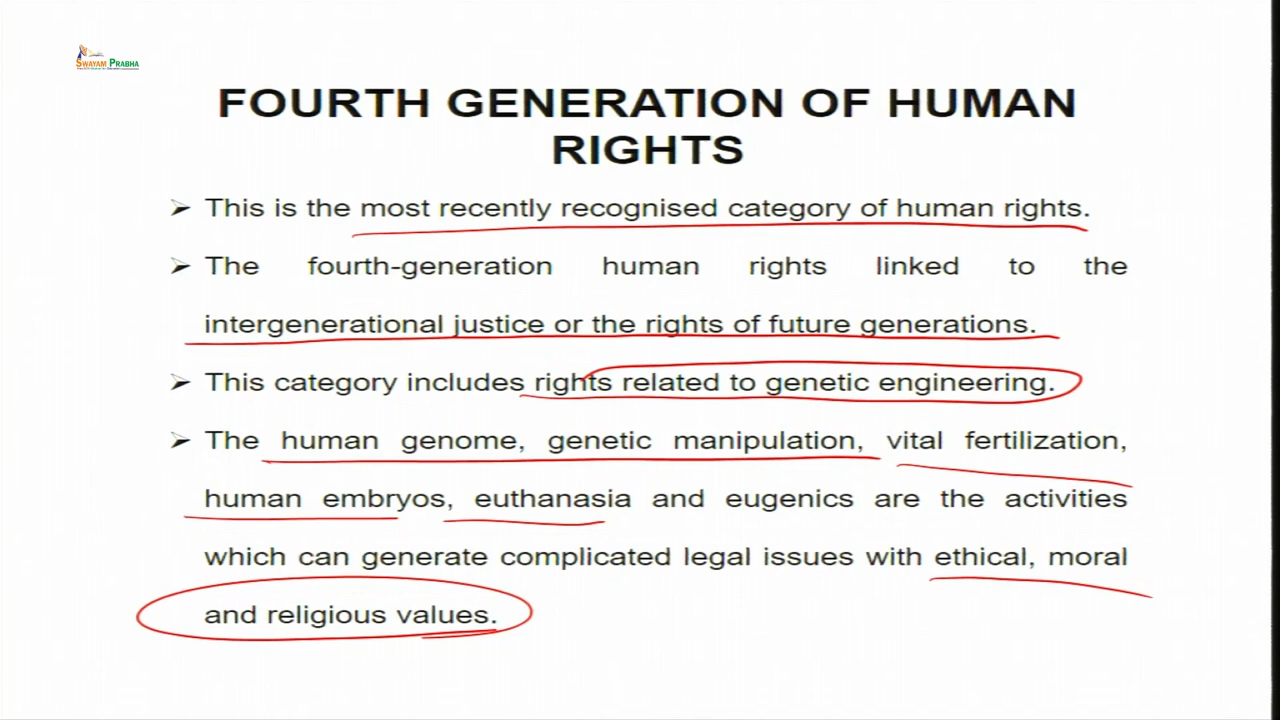 SWAYAM PRABHA
FOURTH GENERATION OF HUMAN
RIGHTS
➢ This is the most recently recognised category of human rights.
➢ The fourth-generation human rights linked to the
intergenerational justice or the rights of future generations.
➢ This category includes rights related to genetic engineering.
➢ The human genome, genetic manipulation, vital fertilization,
human embryos, euthanasia and eugenics are the activities
which can generate complicated legal issues with ethical, moral
and religious values.